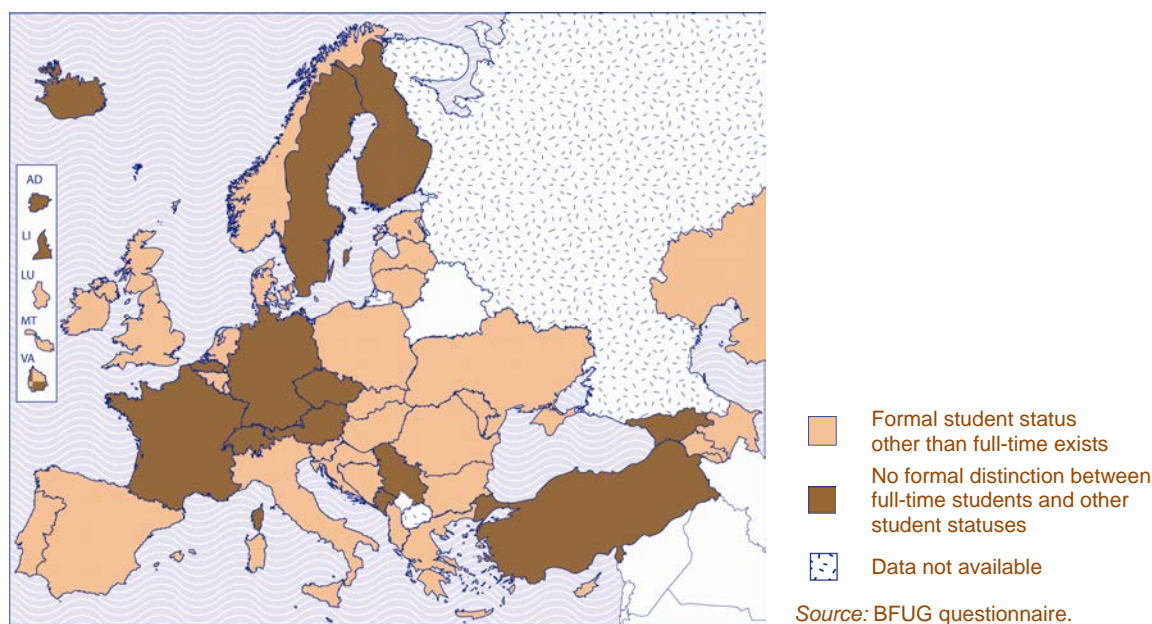 AD
LI
LU
MT
VA
Formal student status
other than full-time exists
No formal distinction between
full-time students and other
student statuses
Data not available
Source: BFUG questionnaire.